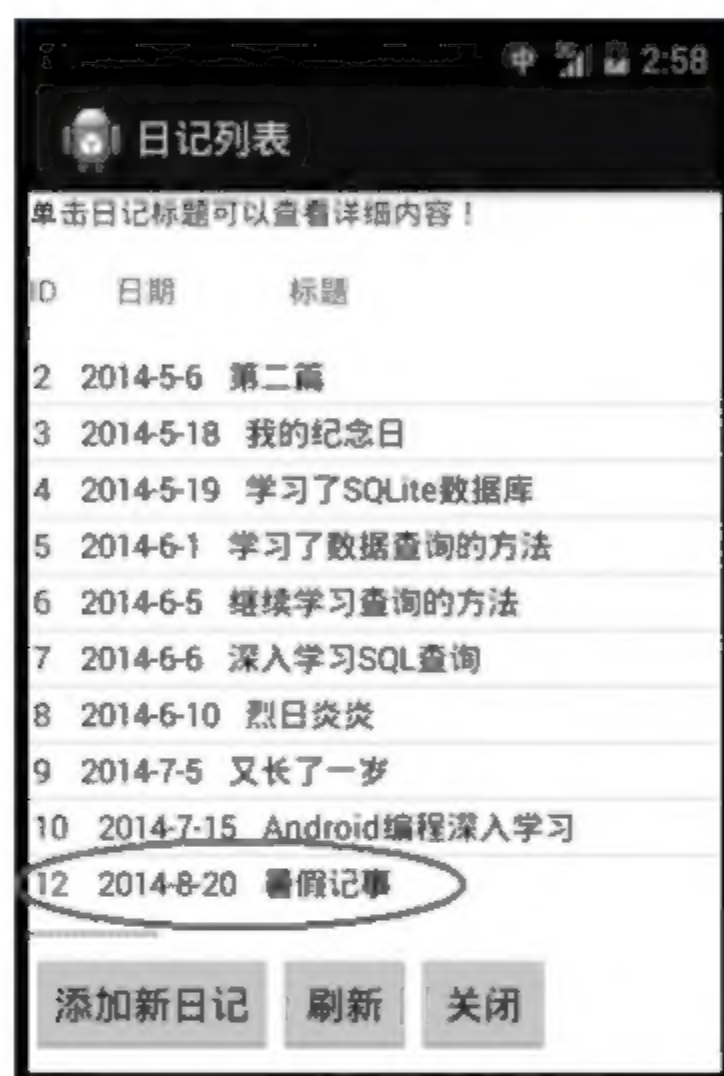 2:58
日记列表
单击日记标题可以查看详细内容！
ID 日期 标题
2 2014-5-6 第二篇
3 2014-5-18 我的纪念日
4 2014-5-19 学习了SQLite数据库
5 2014-6-1 学习了数据查询的方法
6 2014-6-5 继续学习查询的方法
7 2014-6-6 深入学习SQL查询
8 2014-6-10 烈日炎炎
9 2014-7-5 又长了一岁
10 2014-7-15 Android编程深入学习
12 2014-8-20 暑假记事
添加新日记 刷新 关闭